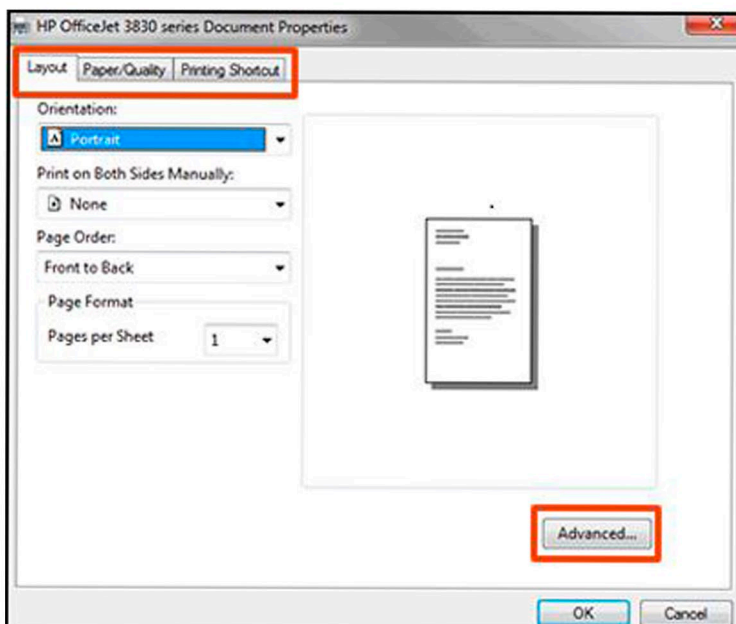 HP OfficeJet 3830 series Document Properties
Layout Paper/Quality Printing Shortcut
Orientation:
Portrait
Print on Both Sides Manually:
None
Page Order:
Front to Back
Page Format
Pages per Sheet 1
Advanced...
OK Cancel